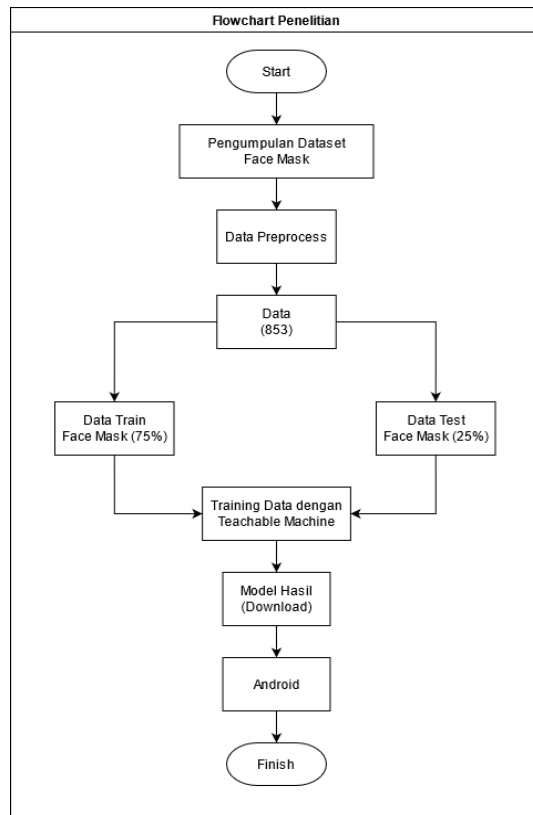 Flowchart Penelitian
Start
Pengumpulan Dataset
Face Mask
Data Preprocess
Data
(853)
Data Train
Face Mask (75%)
Data Test
Face Mask (25%)
Training Data dengan
Teachable Machine
Model Hasil
(Download)
Android
Finish